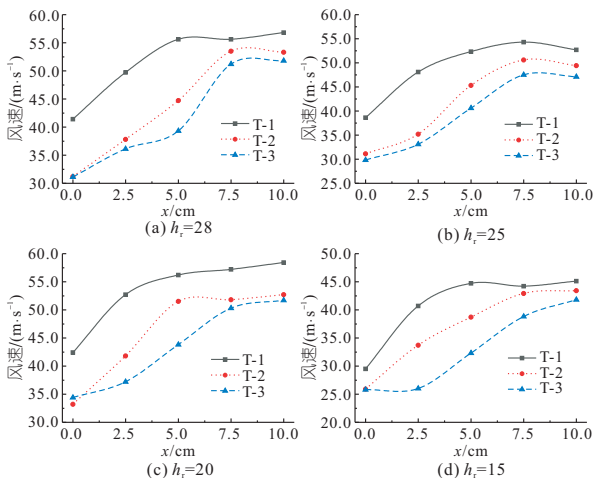 60.0
55.0
50.0
45.0
40.0
35.0
30.0
风速/(m·s⁻¹)
T-1
T-2
T-3
0.0 2.5 5.0 7.5 10.0
x/cm
(a) hᵣ=28
60.0
55.0
50.0
45.0
40.0
35.0
30.0
25.0
风速/(m·s⁻¹)
T-1
T-2
T-3
0.0 2.5 5.0 7.5 10.0
x/cm
(b) hᵣ=25
60.0
55.0
50.0
45.0
40.0
35.0
30.0
风速/(m·s⁻¹)
T-1
T-2
T-3
0.0 2.5 5.0 7.5 10.0
x/cm
(c) hᵣ=20
50.0
45.0
40.0
35.0
30.0
25.0
20.0
风速/(m·s⁻¹)
T-1
T-2
T-3
0.0 2.5 5.0 7.5 10.0
x/cm
(d) hᵣ=15